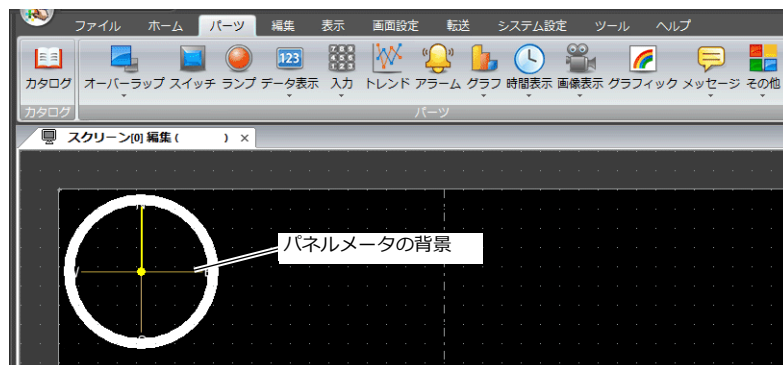 ファイル ホーム パーツ 編集 表示 画面設定 転送 システム設定 ツール ヘルプ
カタログ オーバーラップ スイッチ ランプ データ表示 入力 トレンド アラーム グラフ 時間表示 画像表示 グラフィック メッセージ その他
カタログ パーツ
スクリーン[0] 編集 ( ) ×
パネルメータの背景